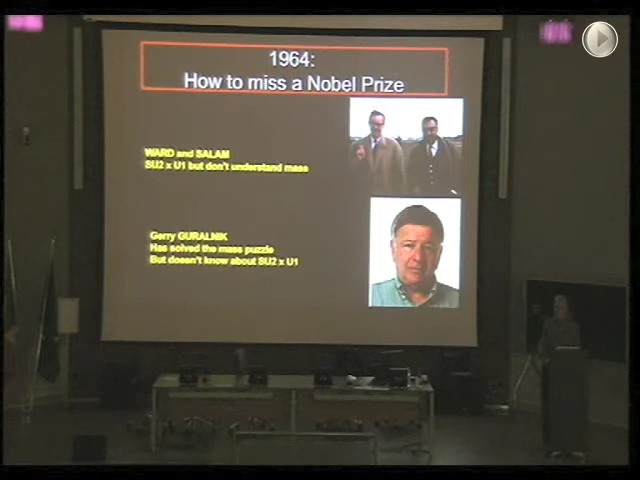 1964:
How to miss a Nobel Prize
WARD and SALAM
SU2 x U1 but don't understand mass
Gerry GURALNIK
Has solved the mass puzzle
But doesn't know about SU2 x U1